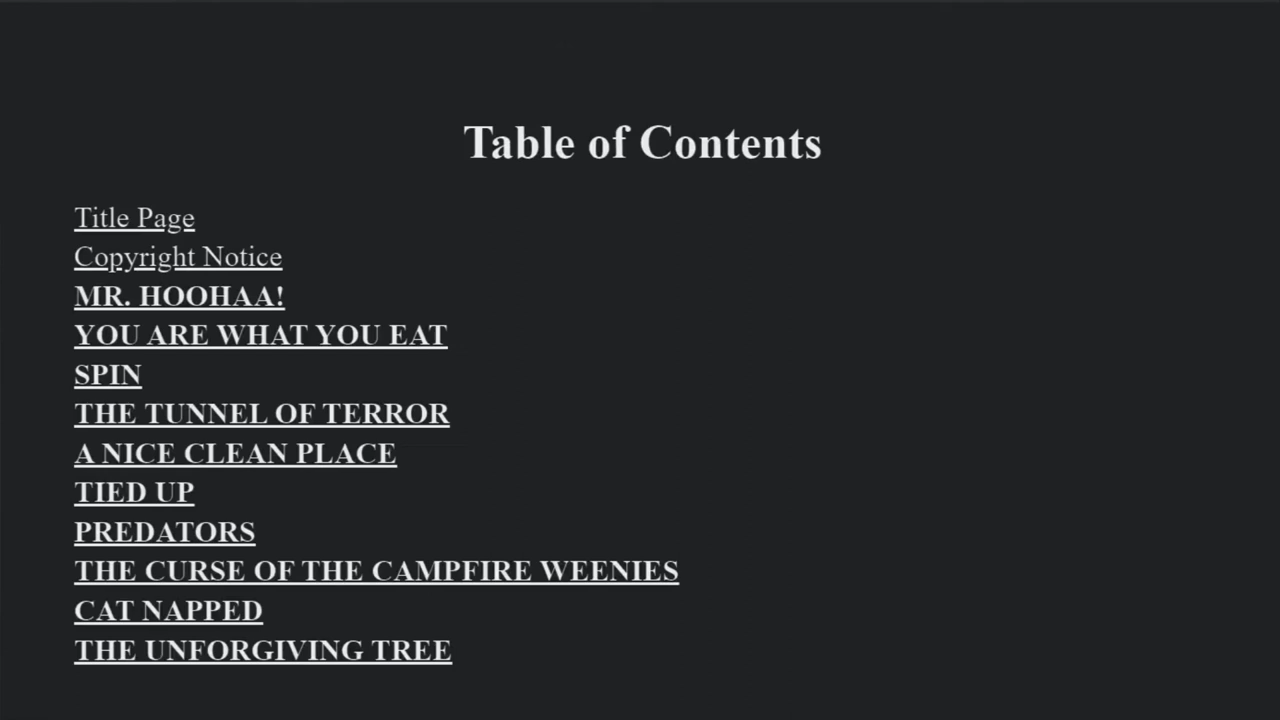 Table of Contents
Title Page
Copyright Notice
MR. HOOHAA!
YOU ARE WHAT YOU EAT
SPIN
THE TUNNEL OF TERROR
A NICE CLEAN PLACE
TIED UP
PREDATORS
THE CURSE OF THE CAMPFIRE WEENIES
CAT NAPPED
THE UNFORGIVING TREE